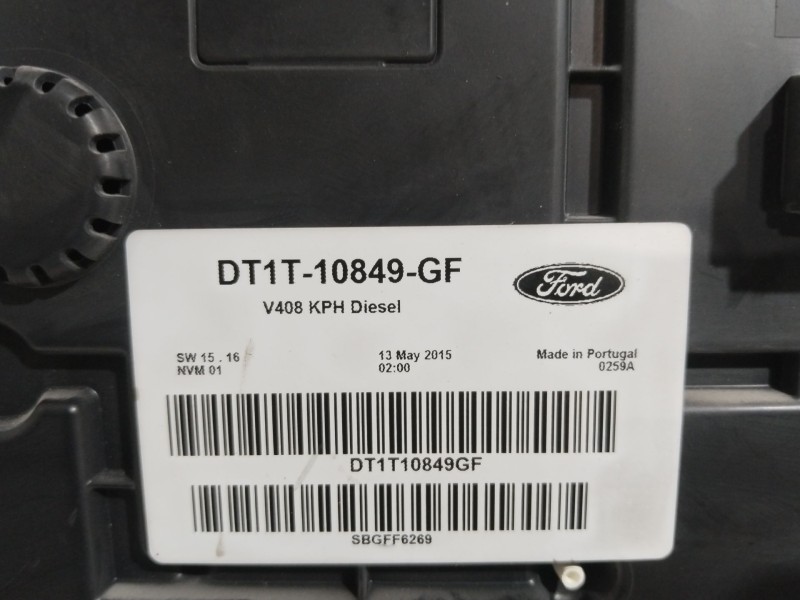 DT1T-10849-GF
Ford
V408 KPH Diesel
SW 15 . 16
13 May 2015
Made in Portugal
NVM 01
02:00
0259A
DT1T10849GF
SBGFF6269